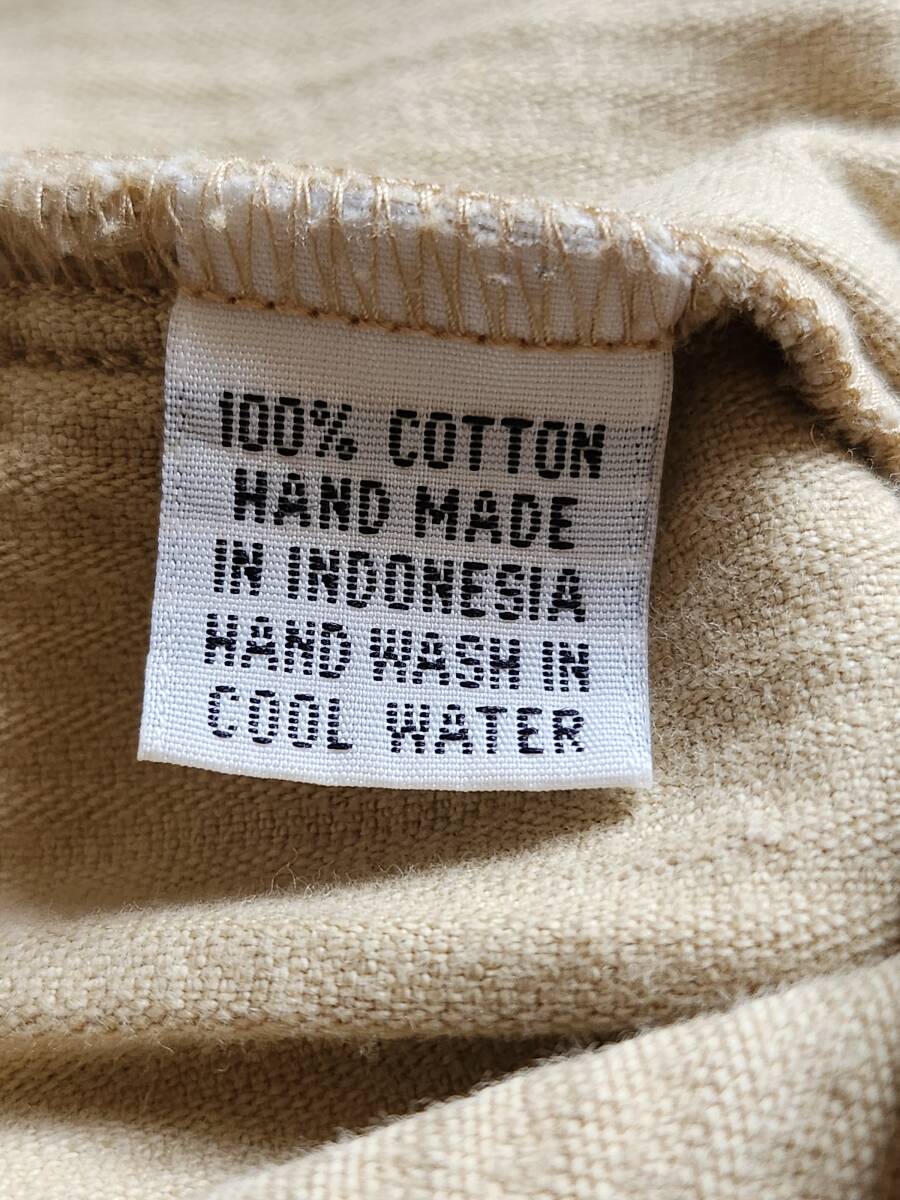 100% COTTON
HAND MADE
IN INDONESIA
HAND WASH IN
COOL WATER